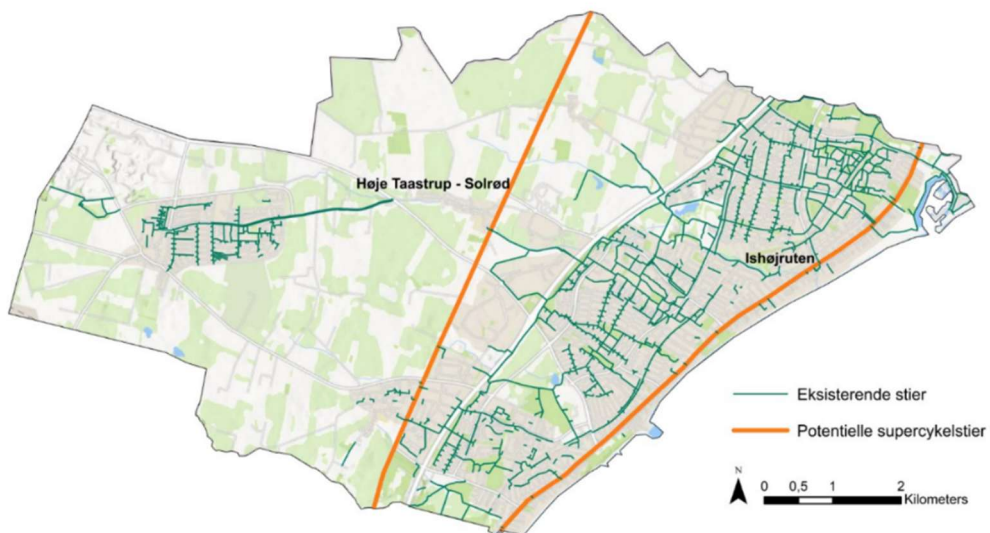 Høje Taastrup - Solrød
Ishøjruten
Eksisterende stier
Potentielle supercykelstier
N
0 0,5 1 2
Kilometers